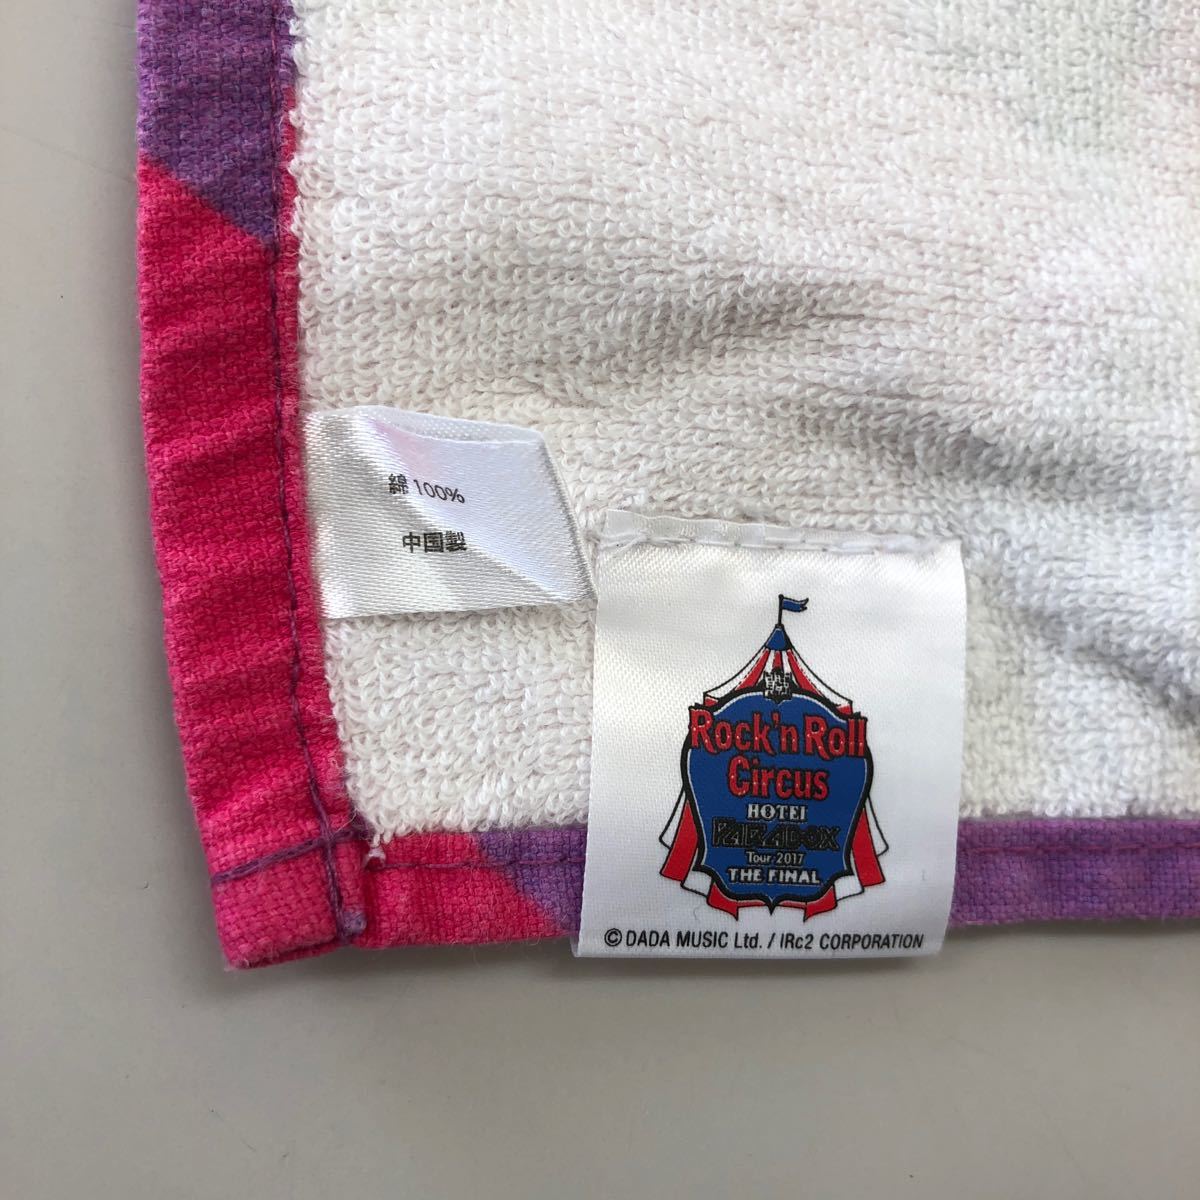 綿 100%
中国製
Rock'n Roll
Circus
HOTEI
PARADOX
Tour 2017
THE FINAL
© DADA MUSIC Ltd. / IRc2 CORPORATION